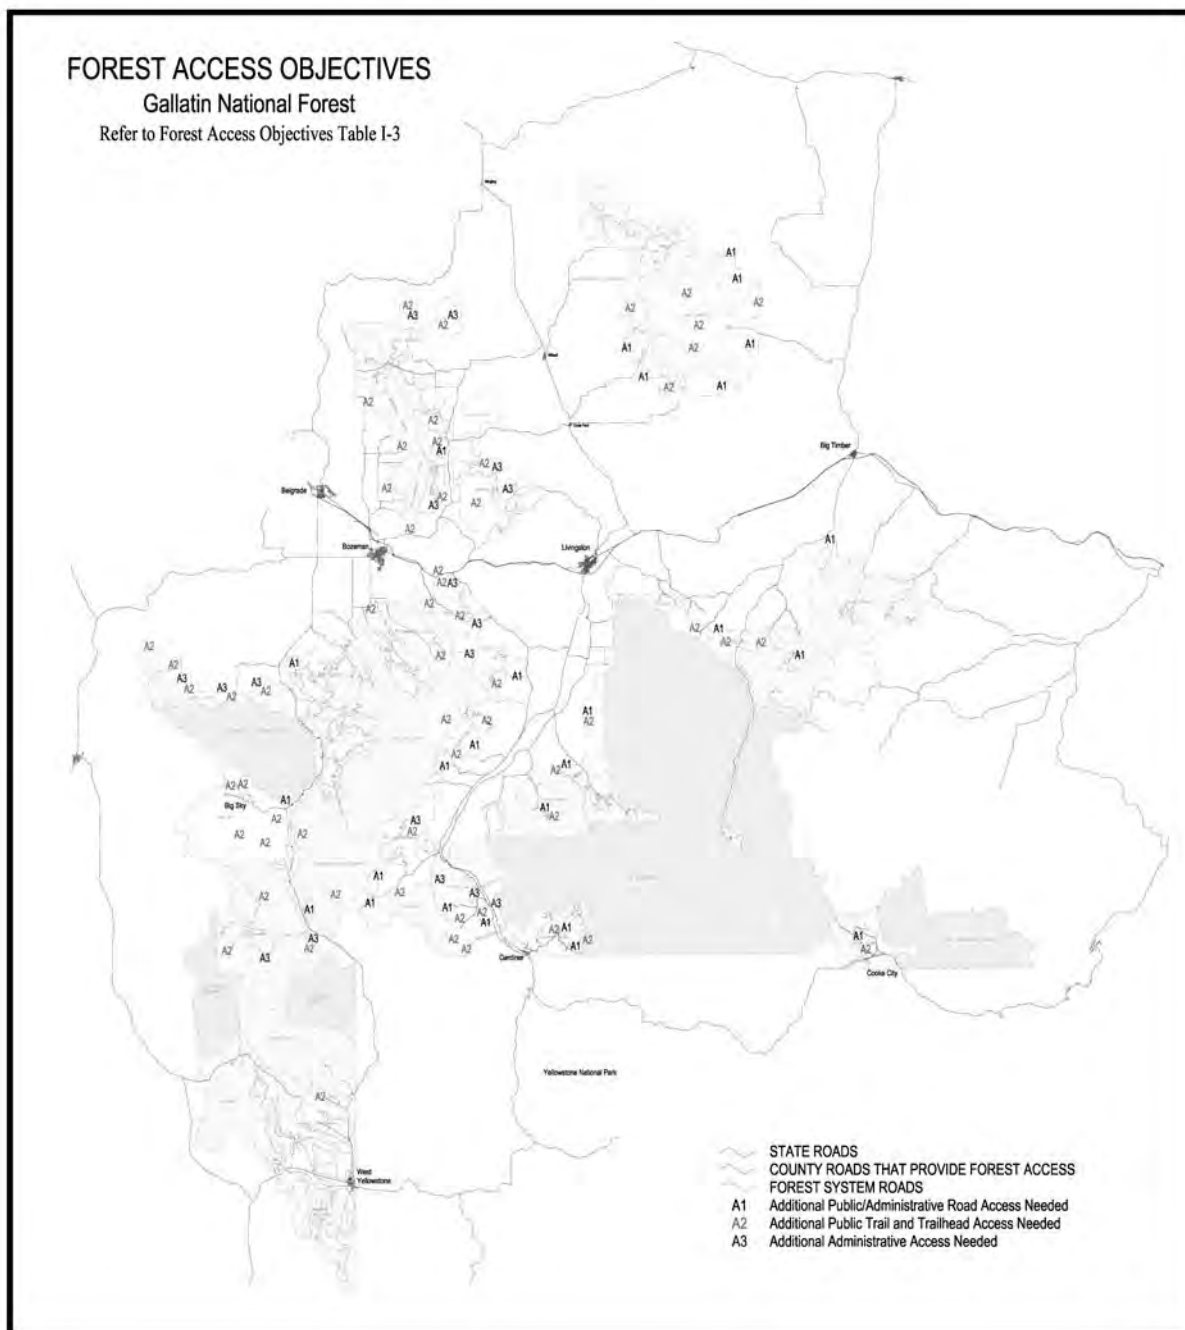 FOREST ACCESS OBJECTIVES
Gallatin National Forest
Refer to Forest Access Objectives Table I-3
A1
A1
A2
A2
A2
A2
A3
A3
A2
A2
A1
A2
A1
A1
A2
A1
A2
A2
A2
A2
A1
Big Timber
A2
A3
A2
A3
Belgrade
A2
A2
A3
A2
A1
Bozeman
Livingston
A2
A2
A3
A2
A2
A2
A3
A2
A1
A2
A2
A2
A2
A3
A1
A1
A2
A3
A2
A3
A2
A3
A2
A1
A2
A1
A2
A2
A2
A1
A2
A1
A1
A2
A2
A2
A1
Big Sky
A1
A2
A2
A3
A2
A2
A2
A2
A1
A3
A2
A2
A2
A1
A3
A3
A1
A1
A2
A2
A1
A3
A2
A2
A3
A2
A2
A2
A1
A2
A1
A1
A2
Gardiner
Cooke City
Yellowstone National Park
A2
West
Yellowstone
STATE ROADS
COUNTY ROADS THAT PROVIDE FOREST ACCESS
FOREST SYSTEM ROADS
A1 Additional Public/Administrative Road Access Needed
A2 Additional Public Trail and Trailhead Access Needed
A3 Additional Administrative Access Needed